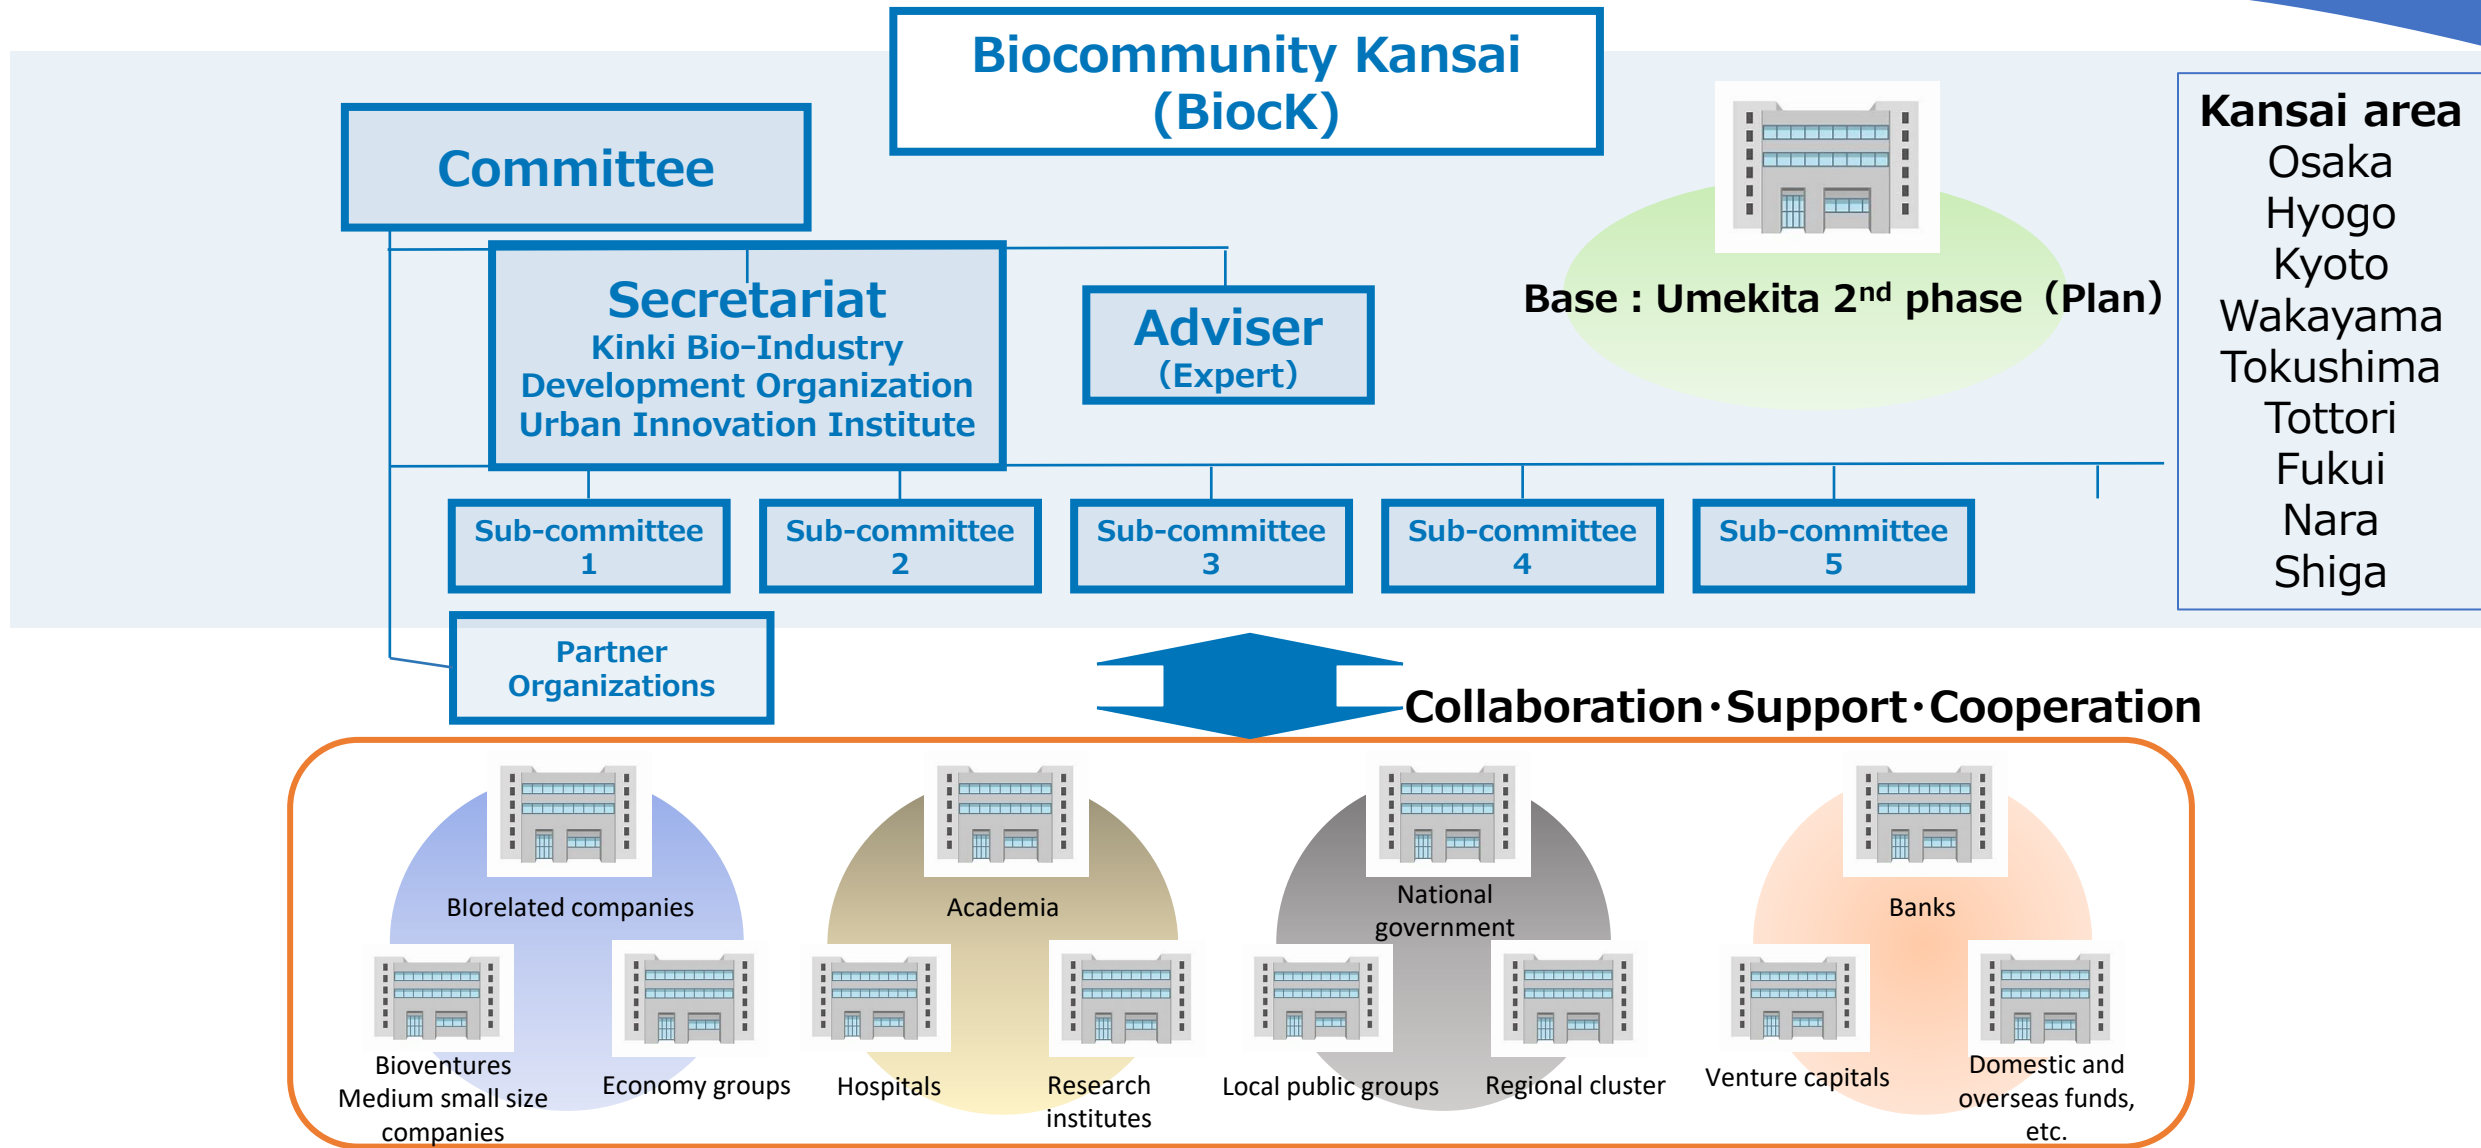 Biocommunity Kansai
(BiocK)
Committee
Secretariat
Kinki Bio-Industry
Development Organization
Urban Innovation Institute
Adviser
(Expert)
Base : Umekita 2nd phase (Plan)
Kansai area
Osaka
Hyogo
Kyoto
Wakayama
Tokushima
Tottori
Fukui
Nara
Shiga
Sub-committee
1
Sub-committee
2
Sub-committee
3
Sub-committee
4
Sub-committee
5
Partner
Organizations
Collaboration・Support・Cooperation
BIorelated companies
Bioventures
Medium small size
companies
Economy groups
Academia
Hospitals
Research
institutes
National
government
Local public groups
Regional cluster
Banks
Venture capitals
Domestic and
overseas funds,
etc.